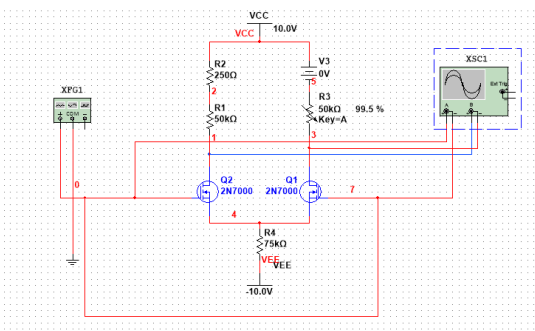 VCC
10.0V
VCC
R2
250Ω
2
R1
50kΩ
1
V3
0V
5
R3
50kΩ
99.5 %
Key=A
3
XSC1
Ext Trig
+
A
B
+
-
+
-
XFG1
+
COM
-
0
Q2
2N7000
Q1
2N7000
7
4
R4
75kΩ
VEE
VEE
-10.0V